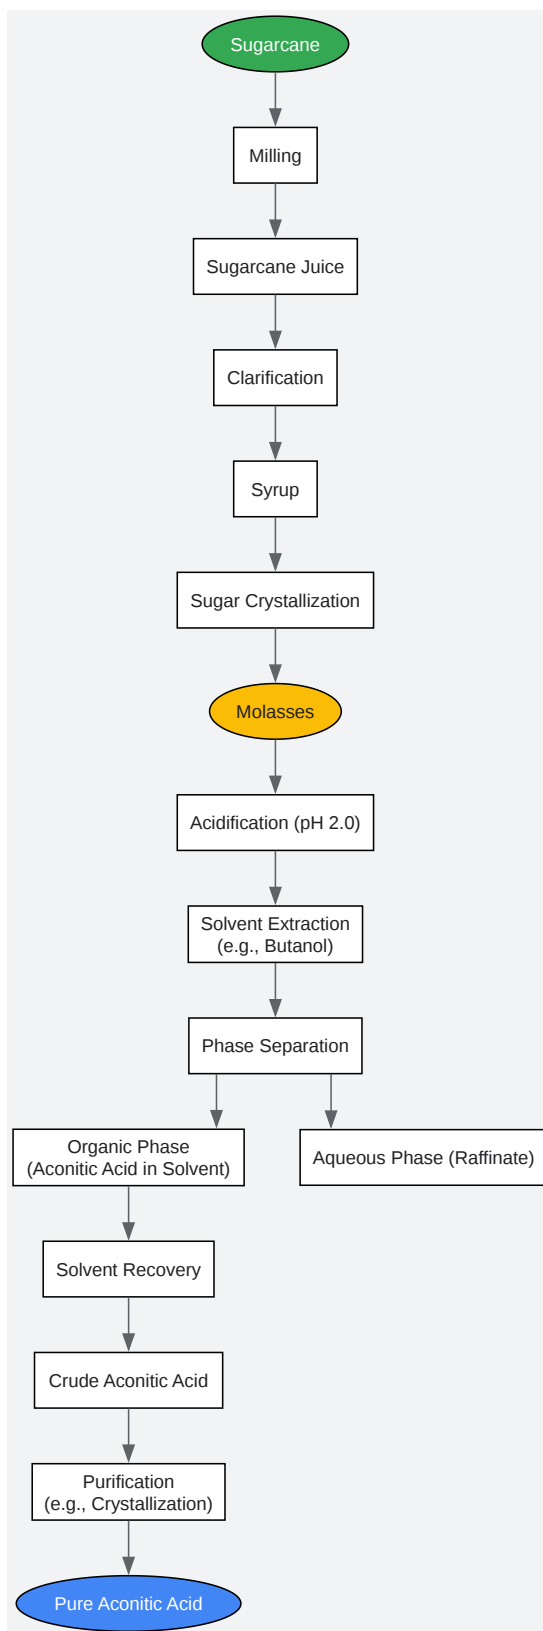 Sugarcane
Milling
Sugarcane Juice
Clarification
Syrup
Sugar Crystallization
Molasses
Acidification (pH 2.0)
Solvent Extraction
(e.g., Butanol)
Phase Separation
Organic Phase
(Aconitic Acid in Solvent)
Aqueous Phase (Raffinate)
Solvent Recovery
Crude Aconitic Acid
Purification
(e.g., Crystallization)
Pure Aconitic Acid